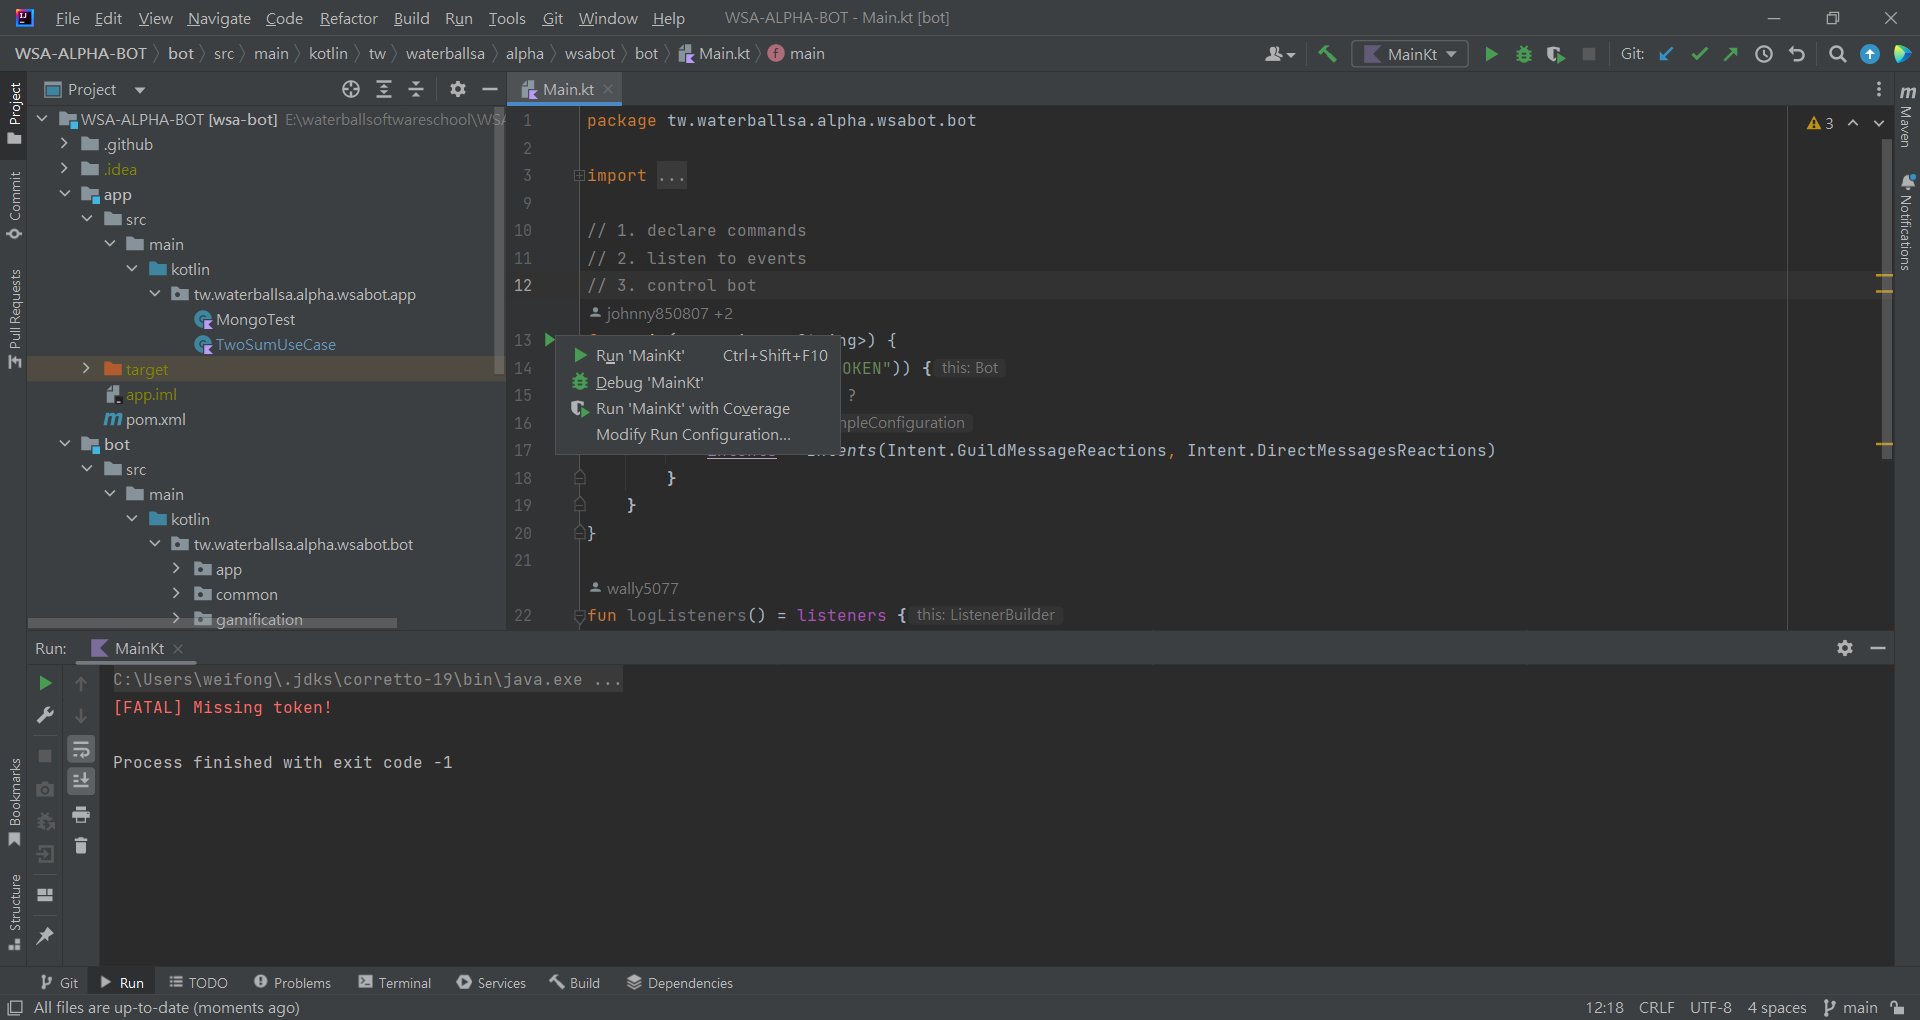 File Edit View Navigate Code Refactor Build Run Tools Git Window Help WSA-ALPHA-BOT - Main.kt [bot]
WSA-ALPHA-BOT bot src main kotlin tw waterballsa alpha wsabot bot Main.kt main MainKt Git:
Project
Main.kt
Project
Commit
Pull Requests
Bookmarks
Structure
WSA-ALPHA-BOT [wsa-bot] E:\waterballsoftwareschool\WSA
.github
.idea
app
src
main
kotlin
tw.waterballsa.alpha.wsabot.app
MongoTest
TwoSumUseCase
target
app.iml
pom.xml
bot
src
main
kotlin
tw.waterballsa.alpha.wsabot.bot
app
common
gamification
1 package tw.waterballsa.alpha.wsabot.bot
2
3 import ...
9
10 // 1. declare commands
11 // 2. listen to events
12 // 3. control bot
johnny850807 +2
13 ng>) {
14 OKEN")) { this: Bot
15 ?
16 mpleConfiguration
17 nts(Intent.GuildMessageReactions, Intent.DirectMessagesReactions)
18 }
19 }
20 }
21
wally5077
22 fun logListeners() = listeners { this: ListenerBuilder
Run 'MainKt' Ctrl+Shift+F10
Debug 'MainKt'
Run 'MainKt' with Coverage
Modify Run Configuration...
3
Maven
Notifications
Run: MainKt
C:\Users\weifong\.jdks\corretto-19\bin\java.exe ...
[FATAL] Missing token!
Process finished with exit code -1
Git Run TODO Problems Terminal Services Build Dependencies
All files are up-to-date (moments ago) 12:18 CRLF UTF-8 4 spaces main